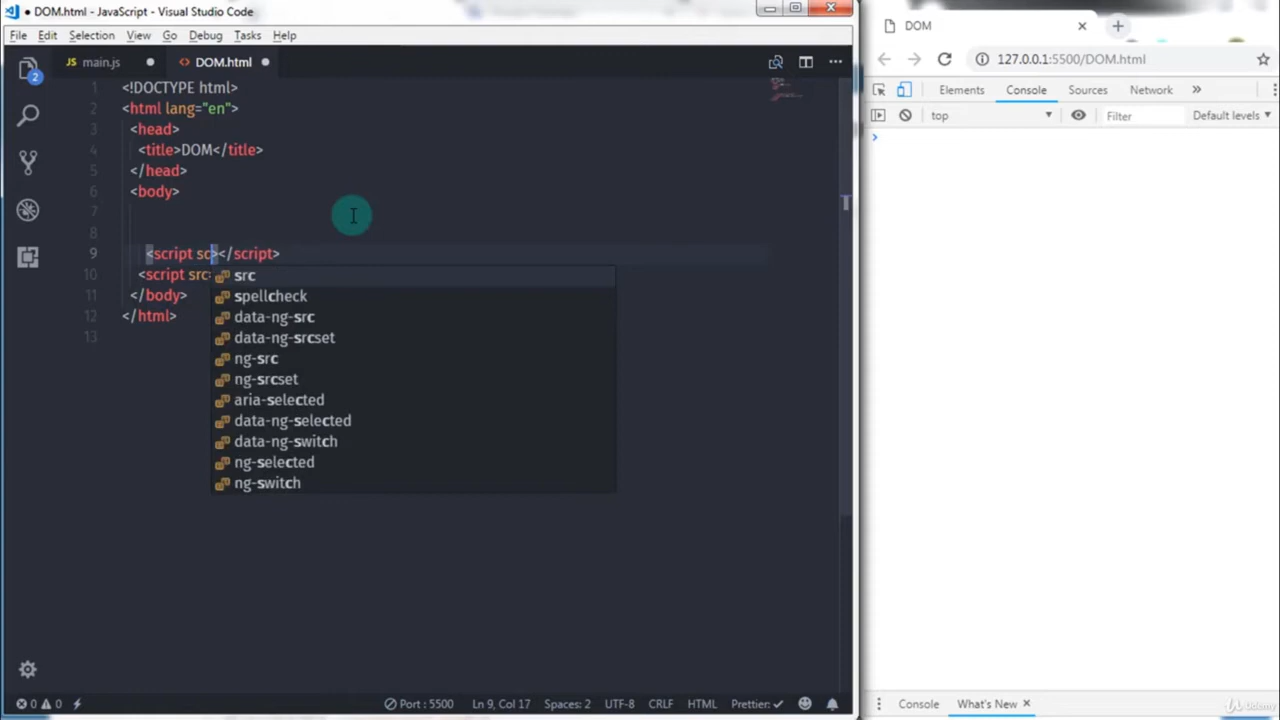 DOM.html - JavaScript - Visual Studio Code
File Edit Selection View Go Debug Tasks Help
2
JS main.js
<> DOM.html
1 <!DOCTYPE html>
2 <html lang="en">
3 <head>
4 <title>DOM</title>
5 </head>
6 <body>
7
8
9 <script sc></script>
10 <script src
11 </body>
12 </html>
13
src
spellcheck
data-ng-src
data-ng-srcset
ng-src
ng-srcset
aria-selected
data-ng-selected
data-ng-switch
ng-selected
ng-switch
0 0 Port : 5500 Ln 9, Col 17 Spaces: 2 UTF-8 CRLF HTML Prettier: ✓
DOM
127.0.0.1:5500/DOM.html
Elements Console Sources Network »
top Filter Default levels ▼
>
Console What's New ×
Udemy